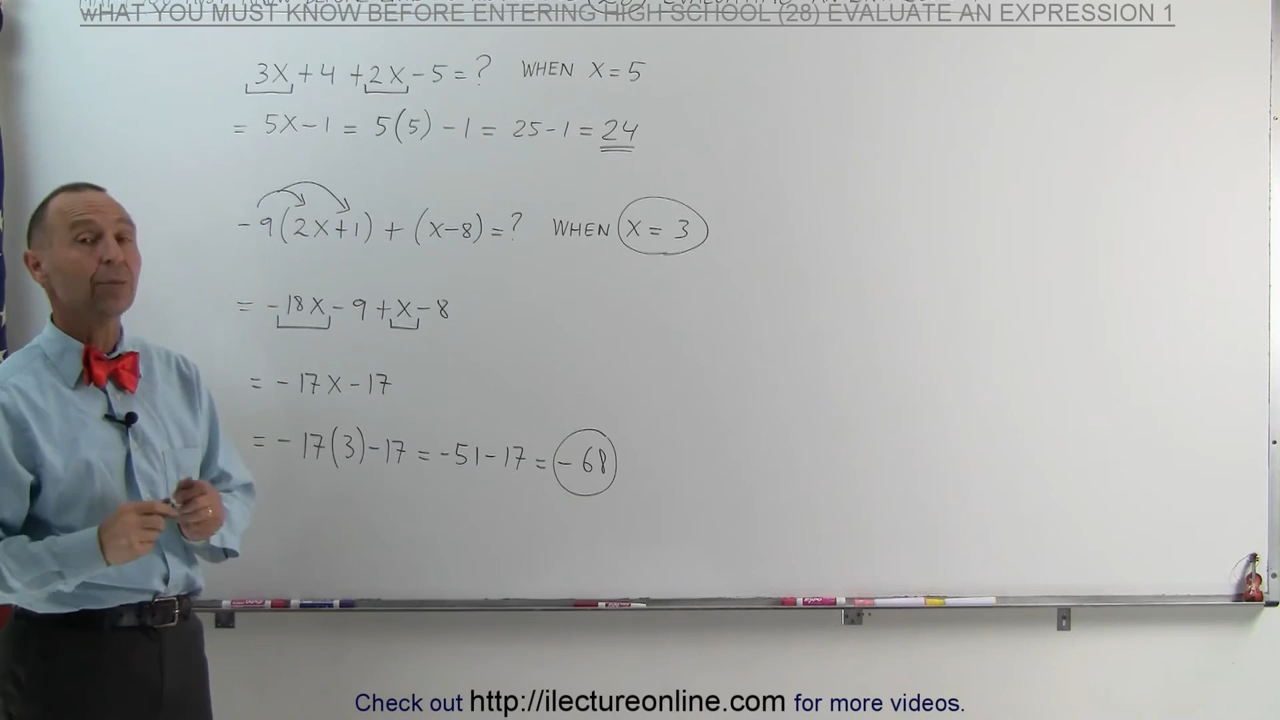 WHAT YOU MUST KNOW BEFORE ENTERING HIGH SCHOOL (28) EVALUATE AN EXPRESSION 1
3X + 4 + 2X - 5 = ? WHEN X = 5
= 5X - 1 = 5(5) - 1 = 25 - 1 = 24
- 9(2X + 1) + (X - 8) = ? WHEN X = 3
= - 18X - 9 + X - 8
= - 17X - 17
= - 17(3) - 17 = - 51 - 17 = - 68
Check out http://ilectureonline.com for more videos.